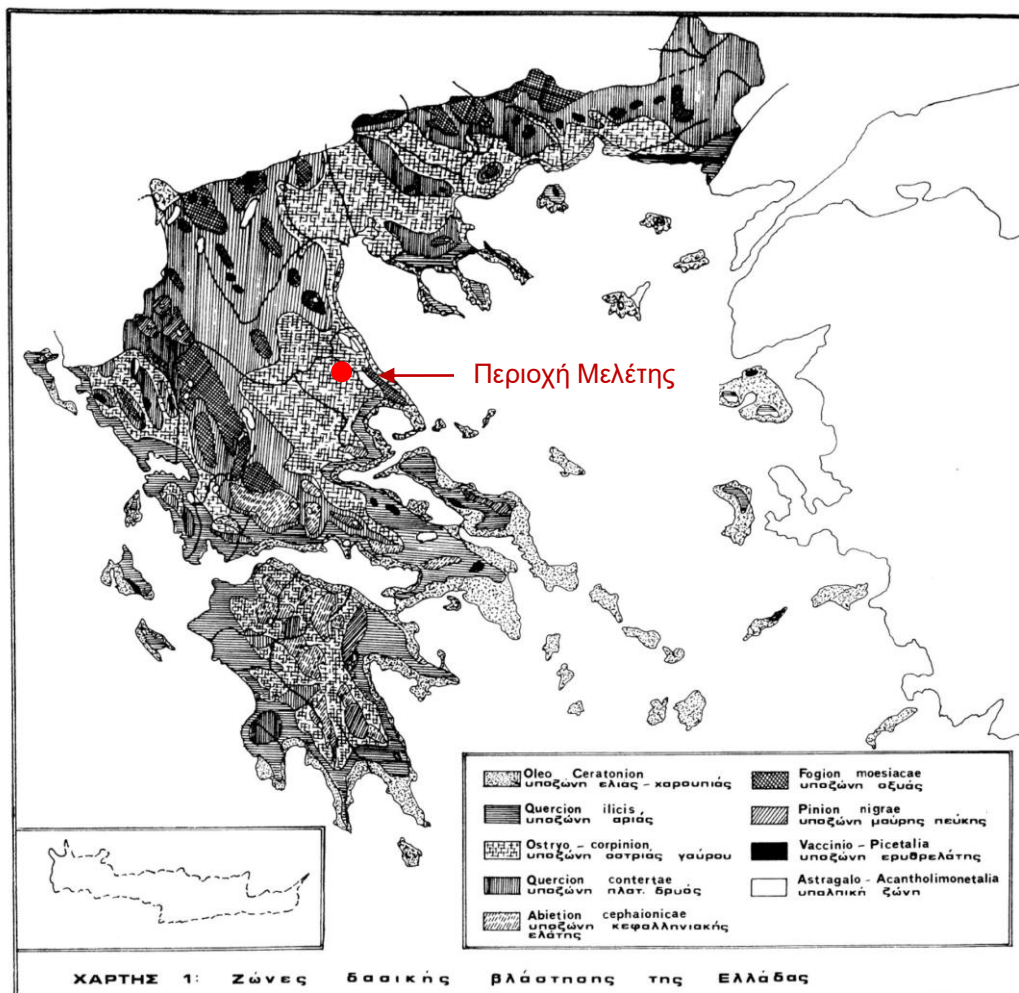 Περιοχή Μελέτης
Oleo Ceratonion
υποζώνη ελιας - χαρουπιάς
Quercion ilicis
υποζώνη αριάς
Ostryo - corpinion
υποζώνη οστριάς γαύρου
Quercion contertae
υποζώνη πλατ. δρυός
Abietion cephaionicae
υποζώνη κεφαλληνιακής
ελάτης
Fogion moesiacae
υποζώνη οξυάς
Pinion nigrae
υποζώνη μαύρης πεύκης
Vaccinio - Picetalia
υποζώνη ερυθρελάτης
Astragalo - Acantholimonetalia
υπαλπική ζώνη
ΧΑΡΤΗΣ 1: Ζώνες δασικής βλάστησης της Ελλάδας